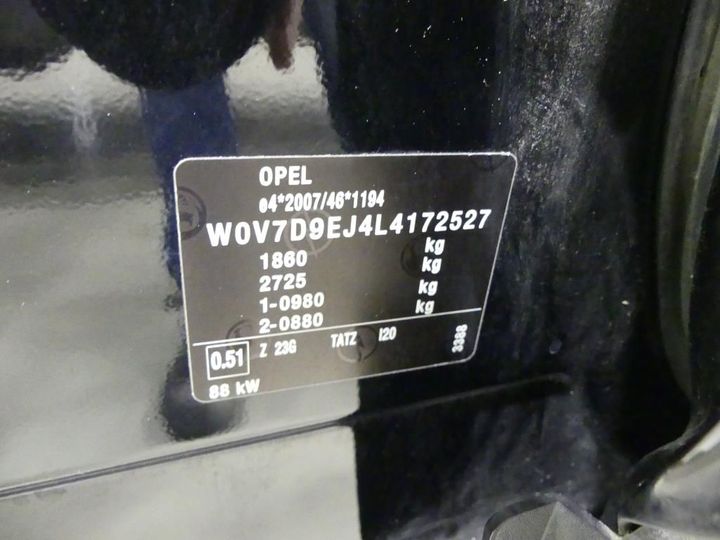 OPEL
e4*2007/46*1194
W0V7D9EJ4L4172527
1860 kg
2725 kg
1-0980 kg
2-0880 kg
0.51 Z 23G TATZ I20 3388
88 kW